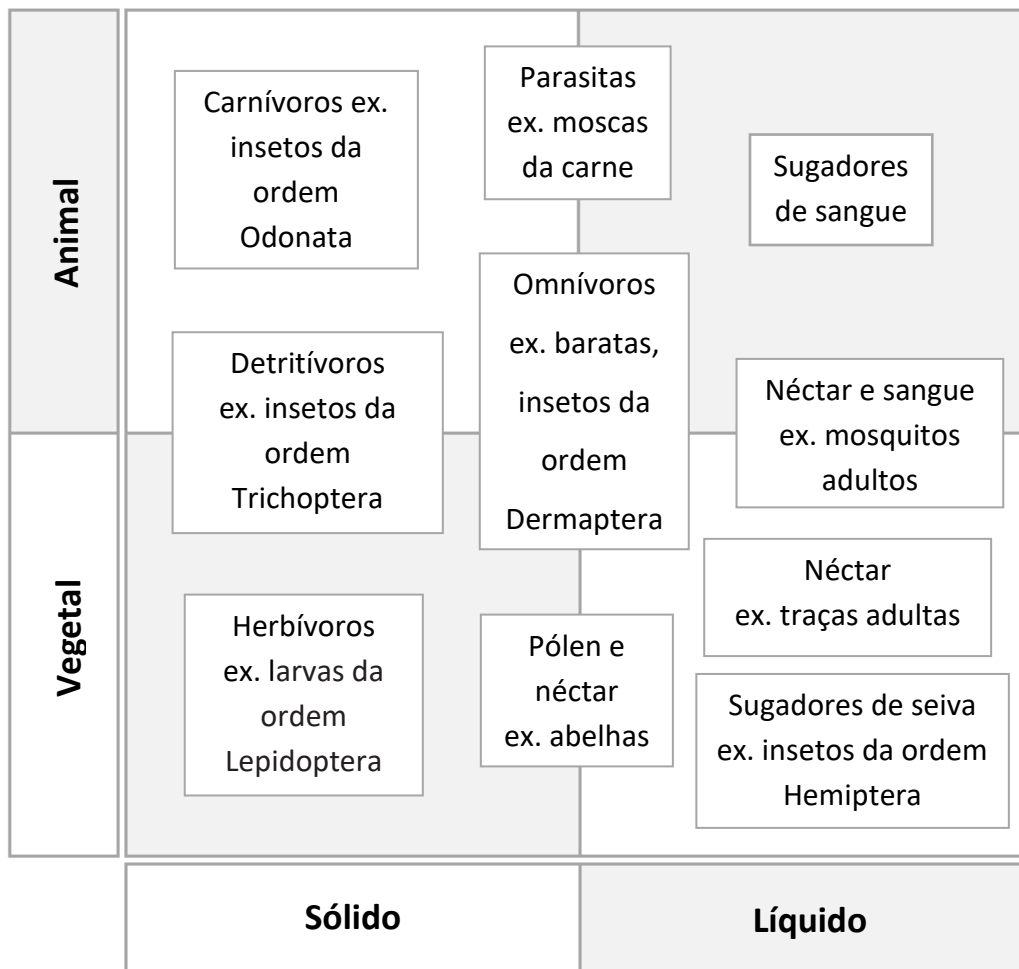 Animal
Carnívoros ex.
insetos da
ordem
Odonata
Parasitas
ex. moscas
da carne
Sugadores
de sangue
Omnívoros
ex. baratas,
insetos da
ordem
Dermaptera
Detritívoros
ex. insetos da
ordem
Trichoptera
Néctar e sangue
ex. mosquitos
adultos
Vegetal
Herbívoros
ex. larvas da
ordem
Lepidoptera
Pólen e
néctar
ex. abelhas
Néctar
ex. traças adultas
Sugadores de seiva
ex. insetos da ordem
Hemiptera
Sólido
Líquido